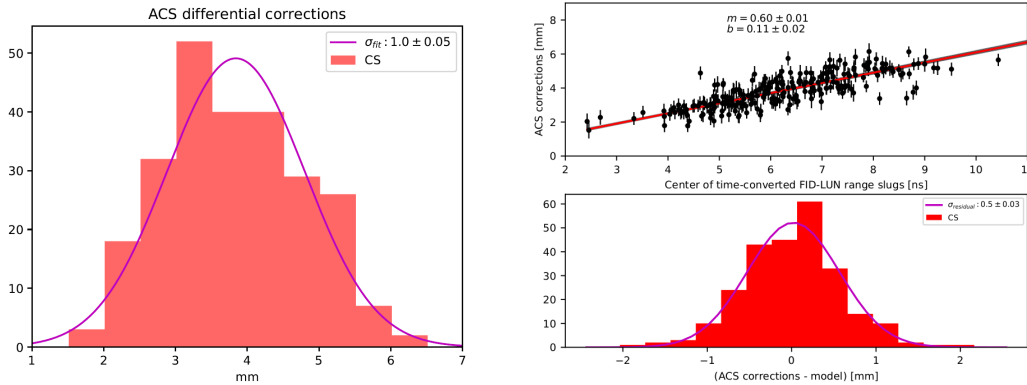 ACS differential corrections
σfit : 1.0 ± 0.05
CS
50
40
30
20
10
0
1 2 3 4 5 6 7
mm
m = 0.60 ± 0.01
b = 0.11 ± 0.02
ACS corrections [mm]
8
6
4
2
0
2 3 4 5 6 7 8 9 10 11
Center of time-converted FID-LUN range slugs [ns]
σresidual : 0.5 ± 0.03
CS
60
50
40
30
20
10
0
−2 −1 0 1 2
(ACS corrections - model) [mm]